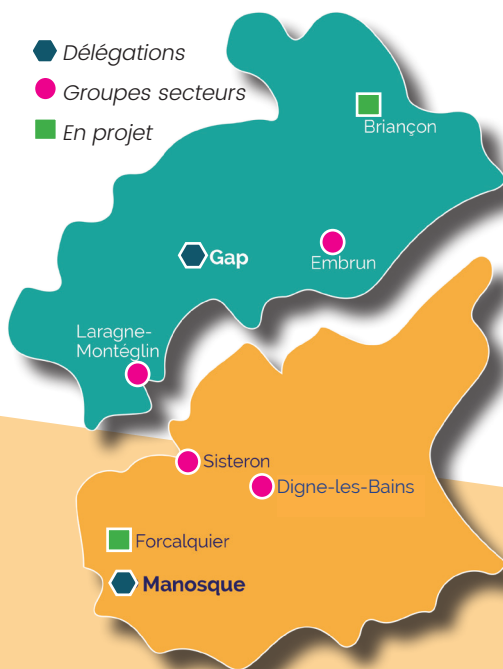 Délégations
Groupes secteurs
En projet
Briançon
Gap
Embrun
Laragne-
Montéglin
Sisteron
Digne-les-Bains
Forcalquier
Manosque